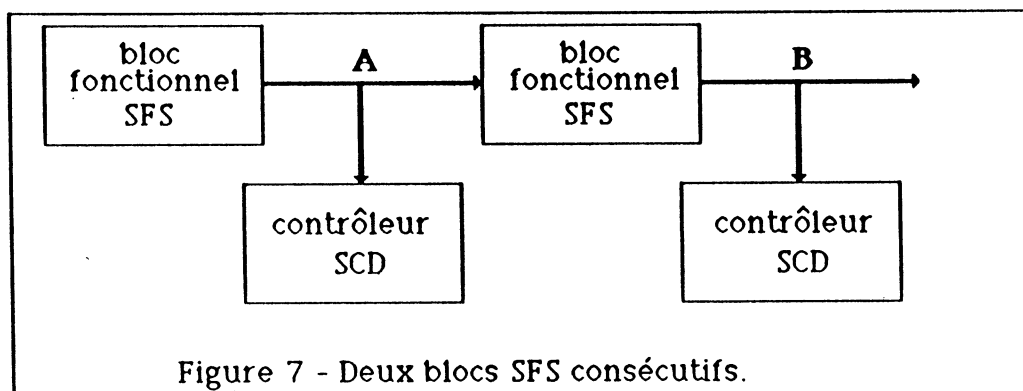 bloc
fonctionnel
SFS
A
bloc
fonctionnel
SFS
B
contrôleur
SCD
contrôleur
SCD
Figure 7 - Deux blocs SFS consécutifs.